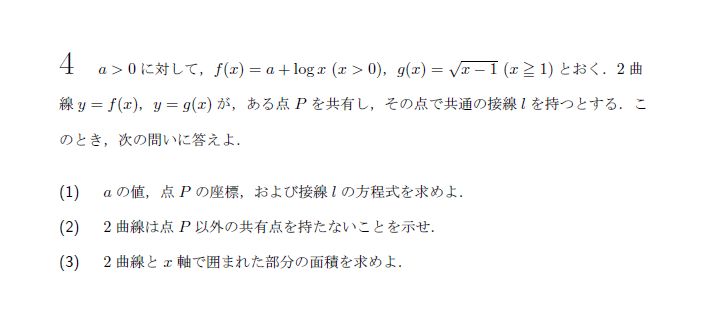 4 a > 0 に対して，f(x) = a + log x (x > 0)，g(x) = √(x − 1) (x ≧ 1) とおく．2 曲
線 y = f(x)，y = g(x) が，ある点 P を共有し，その点で共通の接線 l を持つとする．こ
のとき，次の問いに答えよ．
(1) a の値，点 P の座標，および接線 l の方程式を求めよ．
(2) 2 曲線は点 P 以外の共有点を持たないことを示せ．
(3) 2 曲線と x 軸で囲まれた部分の面積を求めよ．